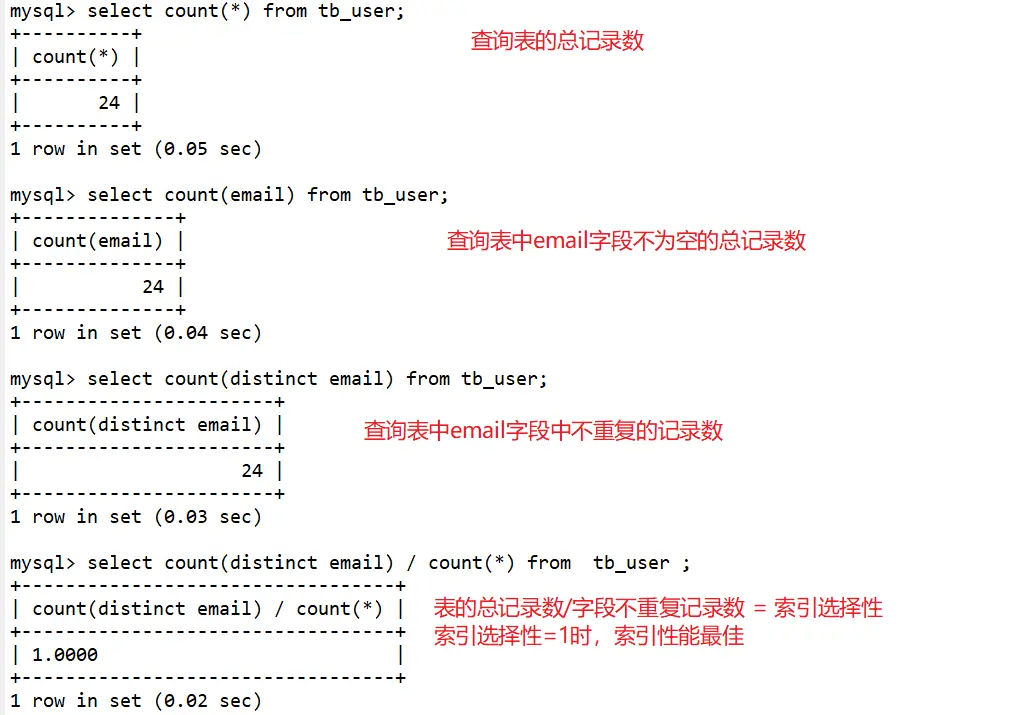 mysql> select count(*) from tb_user;
+----------+
查询表的总记录数
| count(*) |
+----------+
|       24 |
+----------+
1 row in set (0.05 sec)
mysql> select count(email) from tb_user;
+--------------+
| count(email) |
查询表中email字段不为空的总记录数
+--------------+
|           24 |
+--------------+
1 row in set (0.04 sec)
mysql> select count(distinct email) from tb_user;
+-----------------------+
| count(distinct email) |
查询表中email字段中不重复的记录数
+-----------------------+
|                    24 |
+-----------------------+
1 row in set (0.03 sec)
mysql> select count(distinct email) / count(*) from  tb_user ;
+----------------------------------+
| count(distinct email) / count(*) |
表的总记录数/字段不重复记录数 = 索引选择性
+----------------------------------+
索引选择性=1时，索引性能最佳
| 1.0000                           |
+----------------------------------+
1 row in set (0.02 sec)